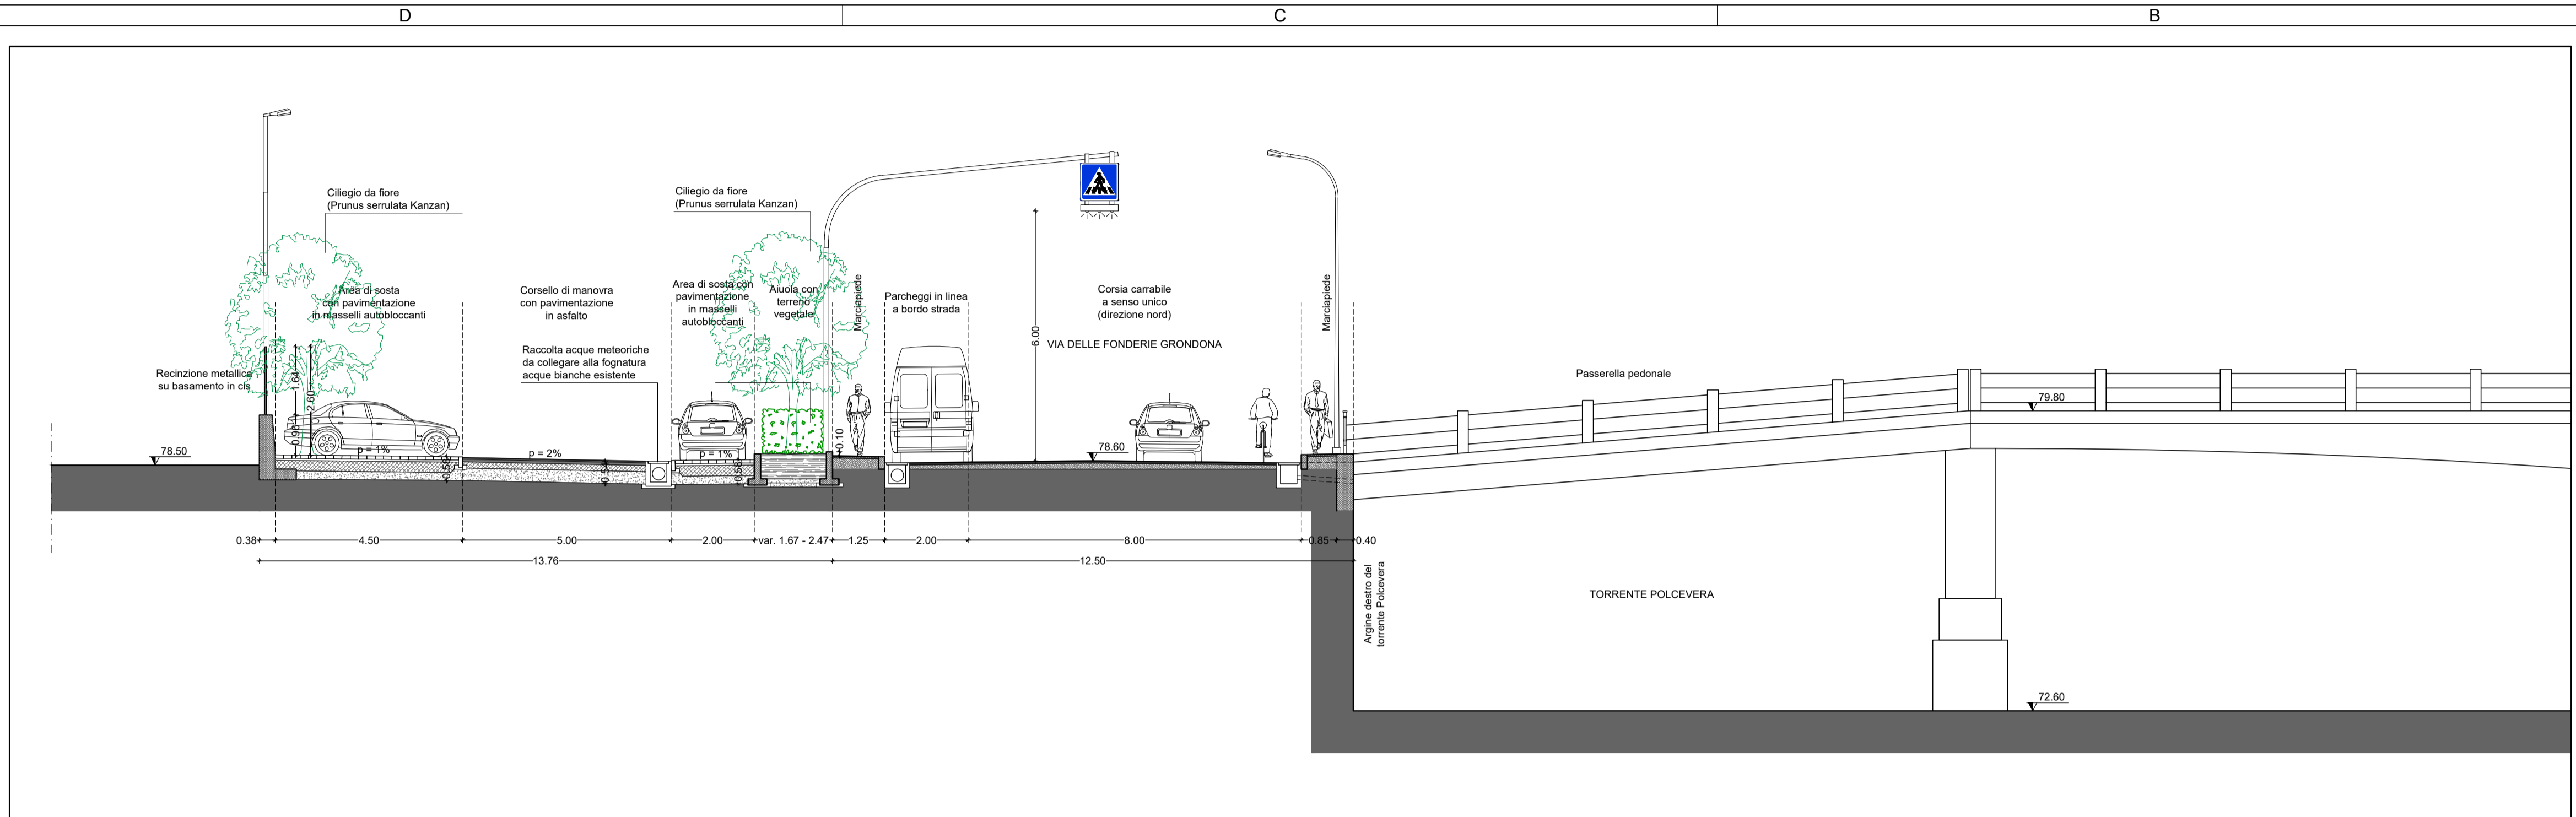 D
C
B
Ciliegio da fiore
(Prunus serrulata Kanzan)
Ciliegio da fiore
(Prunus serrulata Kanzan)
Area di sosta
con pavimentazione
in masselli autobloccanti
Corsello di manovra
con pavimentazione
in asfalto
Area di sosta con
pavimentazione
in masselli
autobloccanti
Aiuola con
terreno
vegetale
Marciapiede
Parcheggi in linea
a bordo strada
Corsia carrabile
a senso unico
(direzione nord)
Marciapiede
6.00
VIA DELLE FONDERIE GRONDONA
Raccolta acque meteoriche
da collegare alla fognatura
acque bianche esistente
Recinzione metallica
su basamento in cls
Passerella pedonale
1.64
2.60
0.96
79.80
78.50
p = 1%
0.58
p = 2%
0.54
p = 1%
0.58
0.10
78.60
0.38
4.50
5.00
2.00
var. 1.67 - 2.47
1.25
2.00
8.00
0.85
0.40
13.76
12.50
Argine destro del
torrente Polcevera
TORRENTE POLCEVERA
72.60